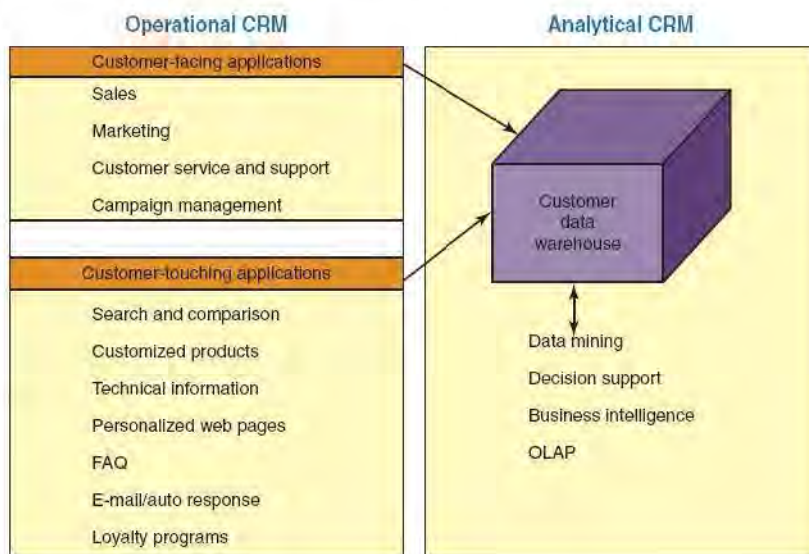 Operational CRM
Customer-facing applications
Sales
Marketing
Customer service and support
Campaign management
Customer-touching applications
Search and comparison
Customized products
Technical information
Personalized web pages
FAQ
E-mail/auto response
Loyalty programs
Analytical CRM
Customer
data
warehouse
Data mining
Decision support
Business intelligence
OLAP